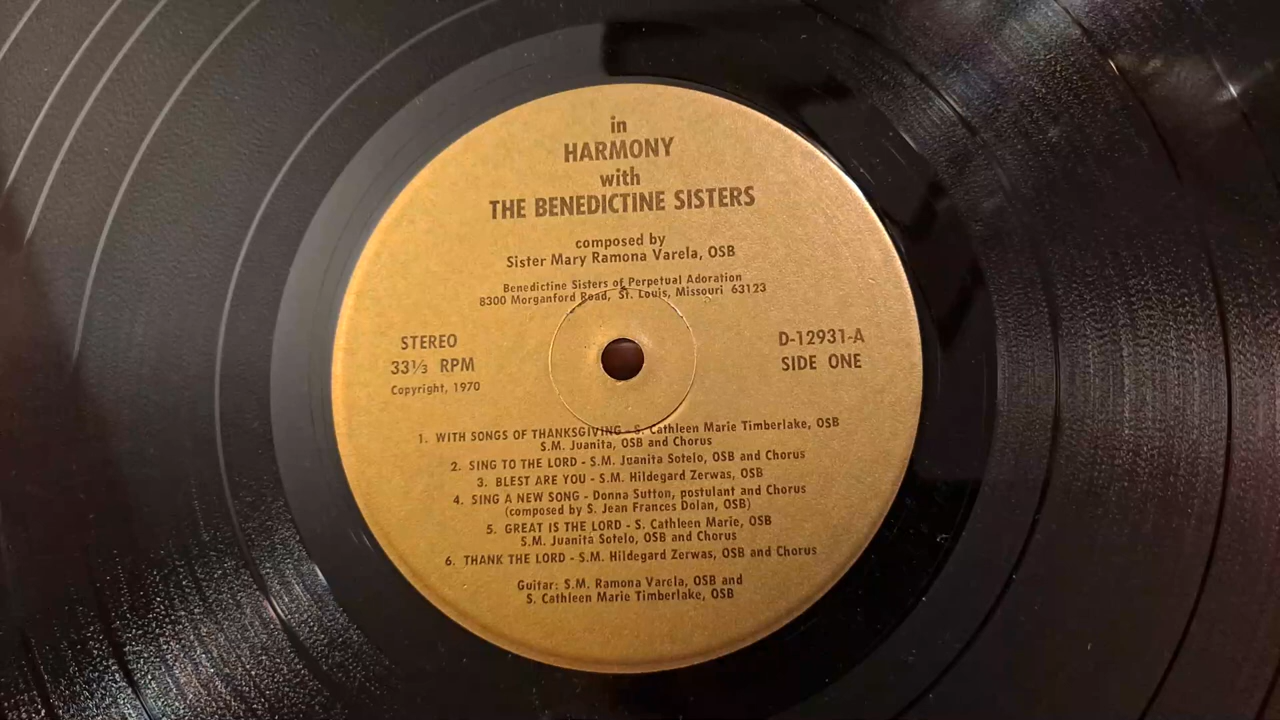 in
HARMONY
with
THE BENEDICTINE SISTERS
composed by
Sister Mary Ramona Varela, OSB
Benedictine Sisters of Perpetual Adoration
8300 Morganford Road, St. Louis, Missouri 63123
STEREO
33⅓ RPM
Copyright, 1970
D-12931-A
SIDE ONE
1. WITH SONGS OF THANKSGIVING - S. Cathleen Marie Timberlake, OSB
S.M. Juanita, OSB and Chorus
2. SING TO THE LORD - S.M. Juanita Sotelo, OSB and Chorus
3. BLEST ARE YOU - S.M. Hildegard Zerwas, OSB
4. SING A NEW SONG - Donna Sutton, postulant and Chorus
(composed by S. Jean Frances Dolan, OSB)
5. GREAT IS THE LORD - S. Cathleen Marie, OSB
S.M. Juanita Sotelo, OSB and Chorus
6. THANK THE LORD - S.M. Hildegard Zerwas, OSB and Chorus
Guitar: S.M. Ramona Varela, OSB and
S. Cathleen Marie Timberlake, OSB